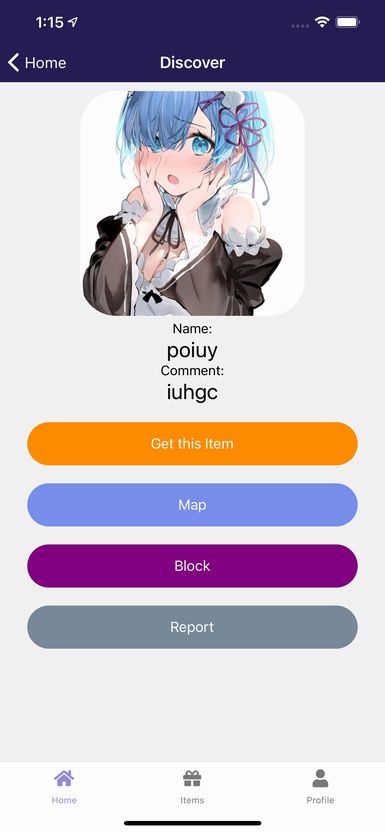 1:15
Home
Discover
Name:
poiuy
Comment:
iuhgc
Get this Item
Map
Block
Report
Home
Items
Profile